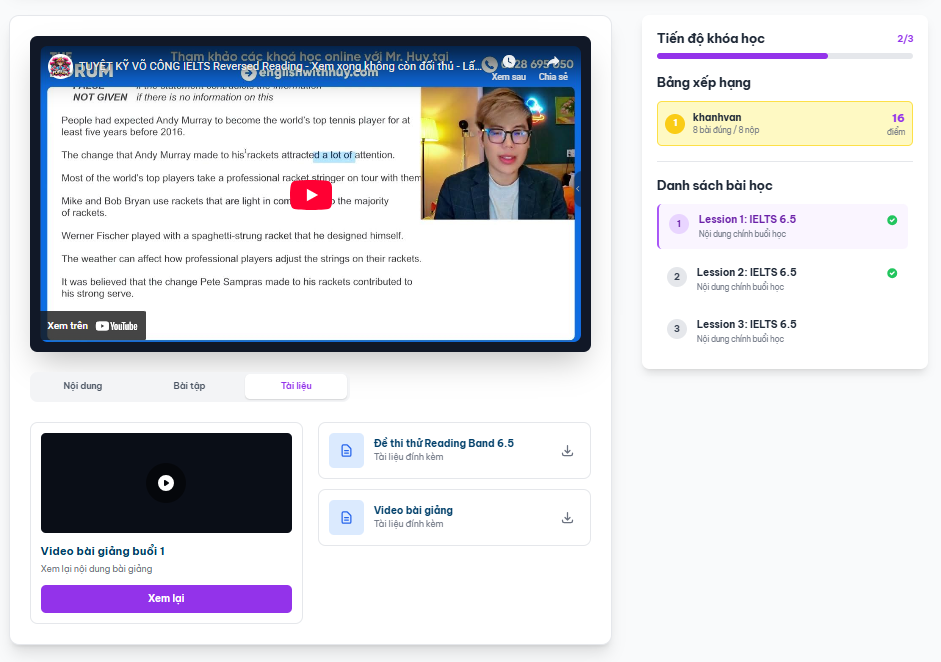 Tham khảo các khoá học online với Mr. Huy tại
TUYỆT KỸ VÕ CÔNG IELTS Reversed Reading - Xem xong không còn đối thủ - Lấ...
englishwithhuy.com
Xem sau
Chia sẻ
if the statement contradicts the information
NOT GIVEN if there is no information on this
People had expected Andy Murray to become the world's top tennis player for at
least five years before 2016.
The change that Andy Murray made to his rackets attracted a lot of attention.
Most of the world's top players take a professional racket stringer on tour with them
Mike and Bob Bryan use rackets that are light in the majority
of rackets.
Werner Fischer played with a spaghetti-strung racket that he designed himself.
The weather can affect how professional players adjust the strings on their rackets.
It was believed that the change Pete Sampras made to his rackets contributed to
his strong serve.
Xem trên YouTube
Nội dung
Bài tập
Tài liệu
Video bài giảng buổi 1
Xem lại nội dung bài giảng
Xem lại
Đề thi thử Reading Band 6.5
Tài liệu đính kèm
Video bài giảng
Tài liệu đính kèm
Tiến độ khóa học
2/3
Bảng xếp hạng
1
khanhvan
8 bài đúng / 8 nộp
16
điểm
Danh sách bài học
1
Lession 1: IELTS 6.5
Nội dung chính buổi học
2
Lession 2: IELTS 6.5
Nội dung chính buổi học
3
Lession 3: IELTS 6.5
Nội dung chính buổi học